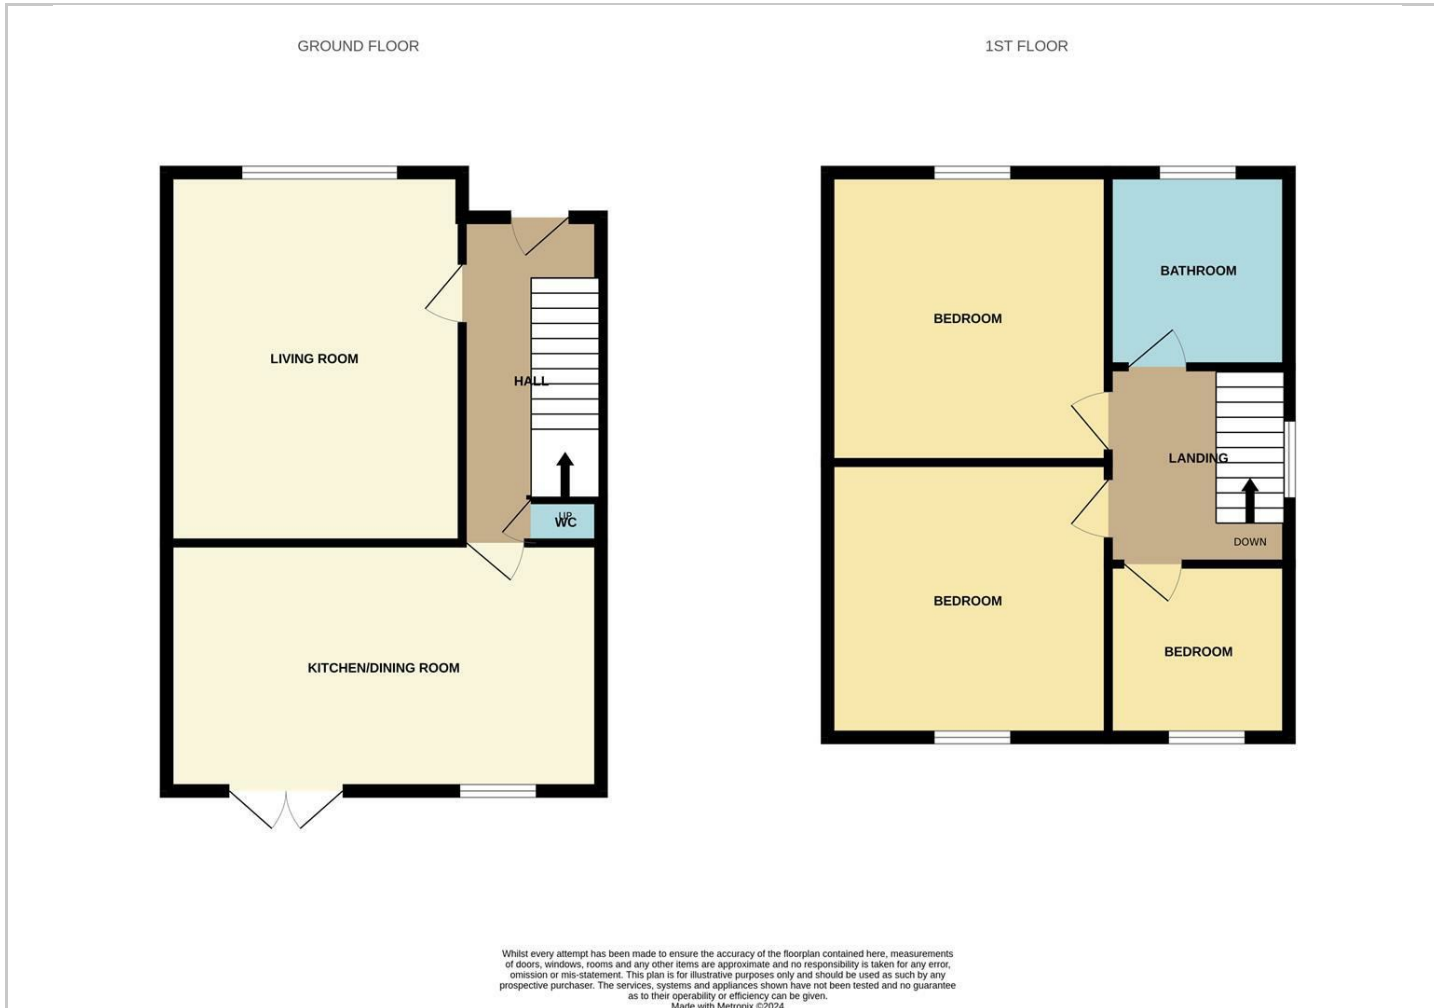 GROUND FLOOR
1ST FLOOR
LIVING ROOM
HALL
UP
WC
KITCHEN/DINING ROOM
BEDROOM
BATHROOM
LANDING
DOWN
BEDROOM
BEDROOM
Whilst every attempt has been made to ensure the accuracy of the floorplan contained here, measurements
of doors, windows, rooms and any other items are approximate and no responsibility is taken for any error,
omission or mis-statement. This plan is for illustrative purposes only and should be used as such by any
prospective purchaser. The services, systems and appliances shown have not been tested and no guarantee
as to their operability or efficiency can be given.
Made with Metropix ©2024